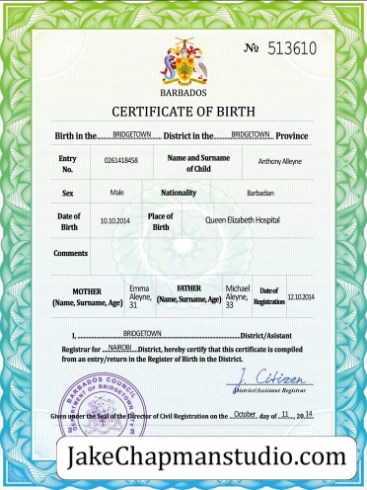 № 513610
BARBADOS
CERTIFICATE OF BIRTH
Birth in the BRIDGETOWN District in the BRIDGETOWN Province
Entry No. 0261418458 Name and Surname of Child Anthony Alleyne
Sex Male Nationality Barbadian
Date of Birth 10.10.2014 Place of Birth Queen Elizabeth Hospital
Comments
MOTHER (Name, Surname, Age) Emma Aleyne, 31 FATHER (Name, Surname, Age) Michael Aleyne, 33 Date of Registration 12.10.2014
I, BRIDGETOWN District/Asistant
Registrar for NAIROBI District, hereby certify that this certificate is compiled
from an entry/return in the Register of Birth in the District.
J. Citizen
District/Assistant Registrar
BARBADOS COUNCIL
DEPARTMENT OF BRIDGETOWN CITY
Given under the Seal of the Director of Civil Registration on the October day of 11, 2014
JakeChapmanstudio.com